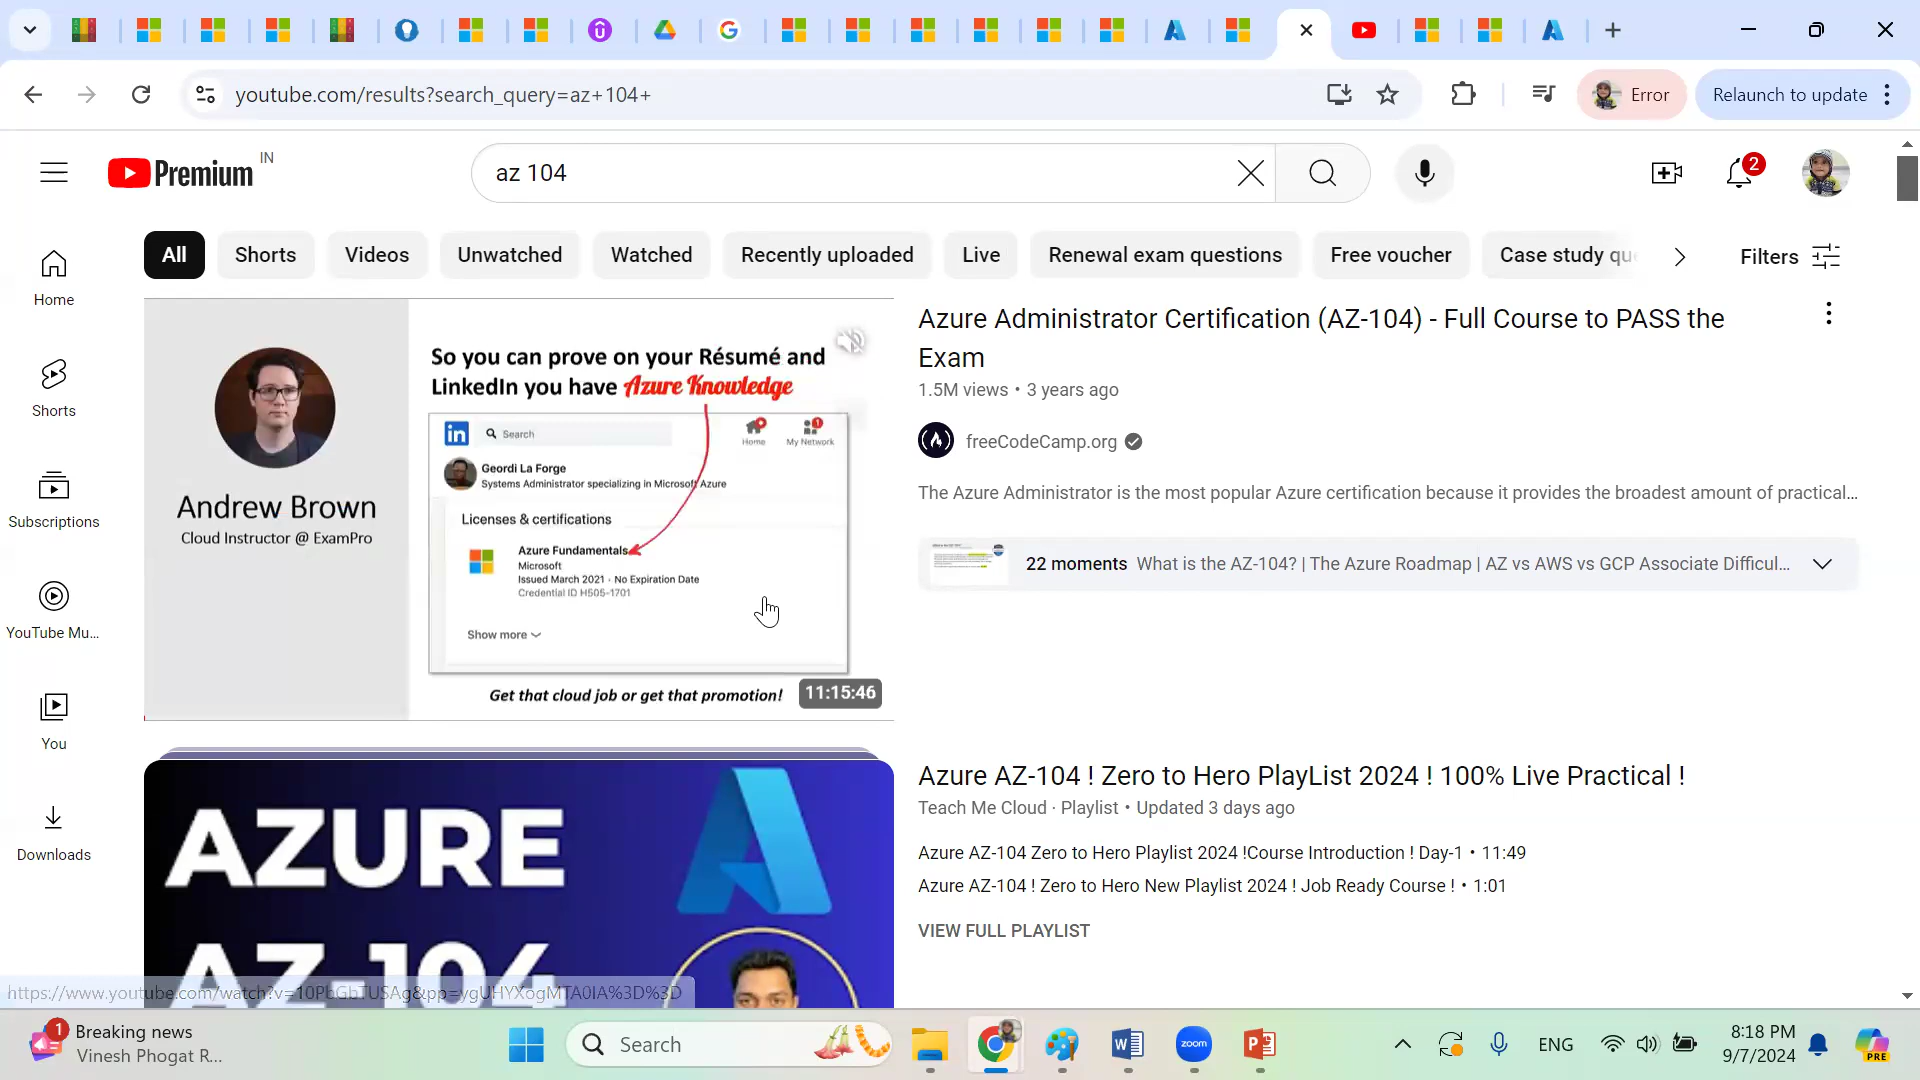 youtube.com/results?search_query=az+104+
Error
Relaunch to update
Premium
IN
az 104
2
All
Shorts
Videos
Unwatched
Watched
Recently uploaded
Live
Renewal exam questions
Free voucher
Case study qu
Filters
Home
Shorts
Subscriptions
YouTube Mu...
You
Downloads
Andrew Brown
Cloud Instructor @ ExamPro
So you can prove on your Résumé and
LinkedIn you have Azure Knowledge
in
Search
Home
My Network
Geordi La Forge
Systems Administrator specializing in Microsoft Azure
Licenses & certifications
Azure Fundamentals
Microsoft
Issued March 2021 · No Expiration Date
Credential ID H505-1701
Show more
Get that cloud job or get that promotion!
11:15:46
Azure Administrator Certification (AZ-104) - Full Course to PASS the
Exam
1.5M views • 3 years ago
freeCodeCamp.org
The Azure Administrator is the most popular Azure certification because it provides the broadest amount of practical...
22 moments What is the AZ-104? | The Azure Roadmap | AZ vs AWS vs GCP Associate Difficul...
AZURE
AZ-104
Azure AZ-104 ! Zero to Hero PlayList 2024 ! 100% Live Practical !
Teach Me Cloud · Playlist • Updated 3 days ago
Azure AZ-104 Zero to Hero Playlist 2024 !Course Introduction ! Day-1 • 11:49
Azure AZ-104 ! Zero to Hero New Playlist 2024 ! Job Ready Course ! • 1:01
VIEW FULL PLAYLIST
1
Breaking news
Vinesh Phogat R...
Search
zoom
ENG
8:18 PM
9/7/2024
PRE